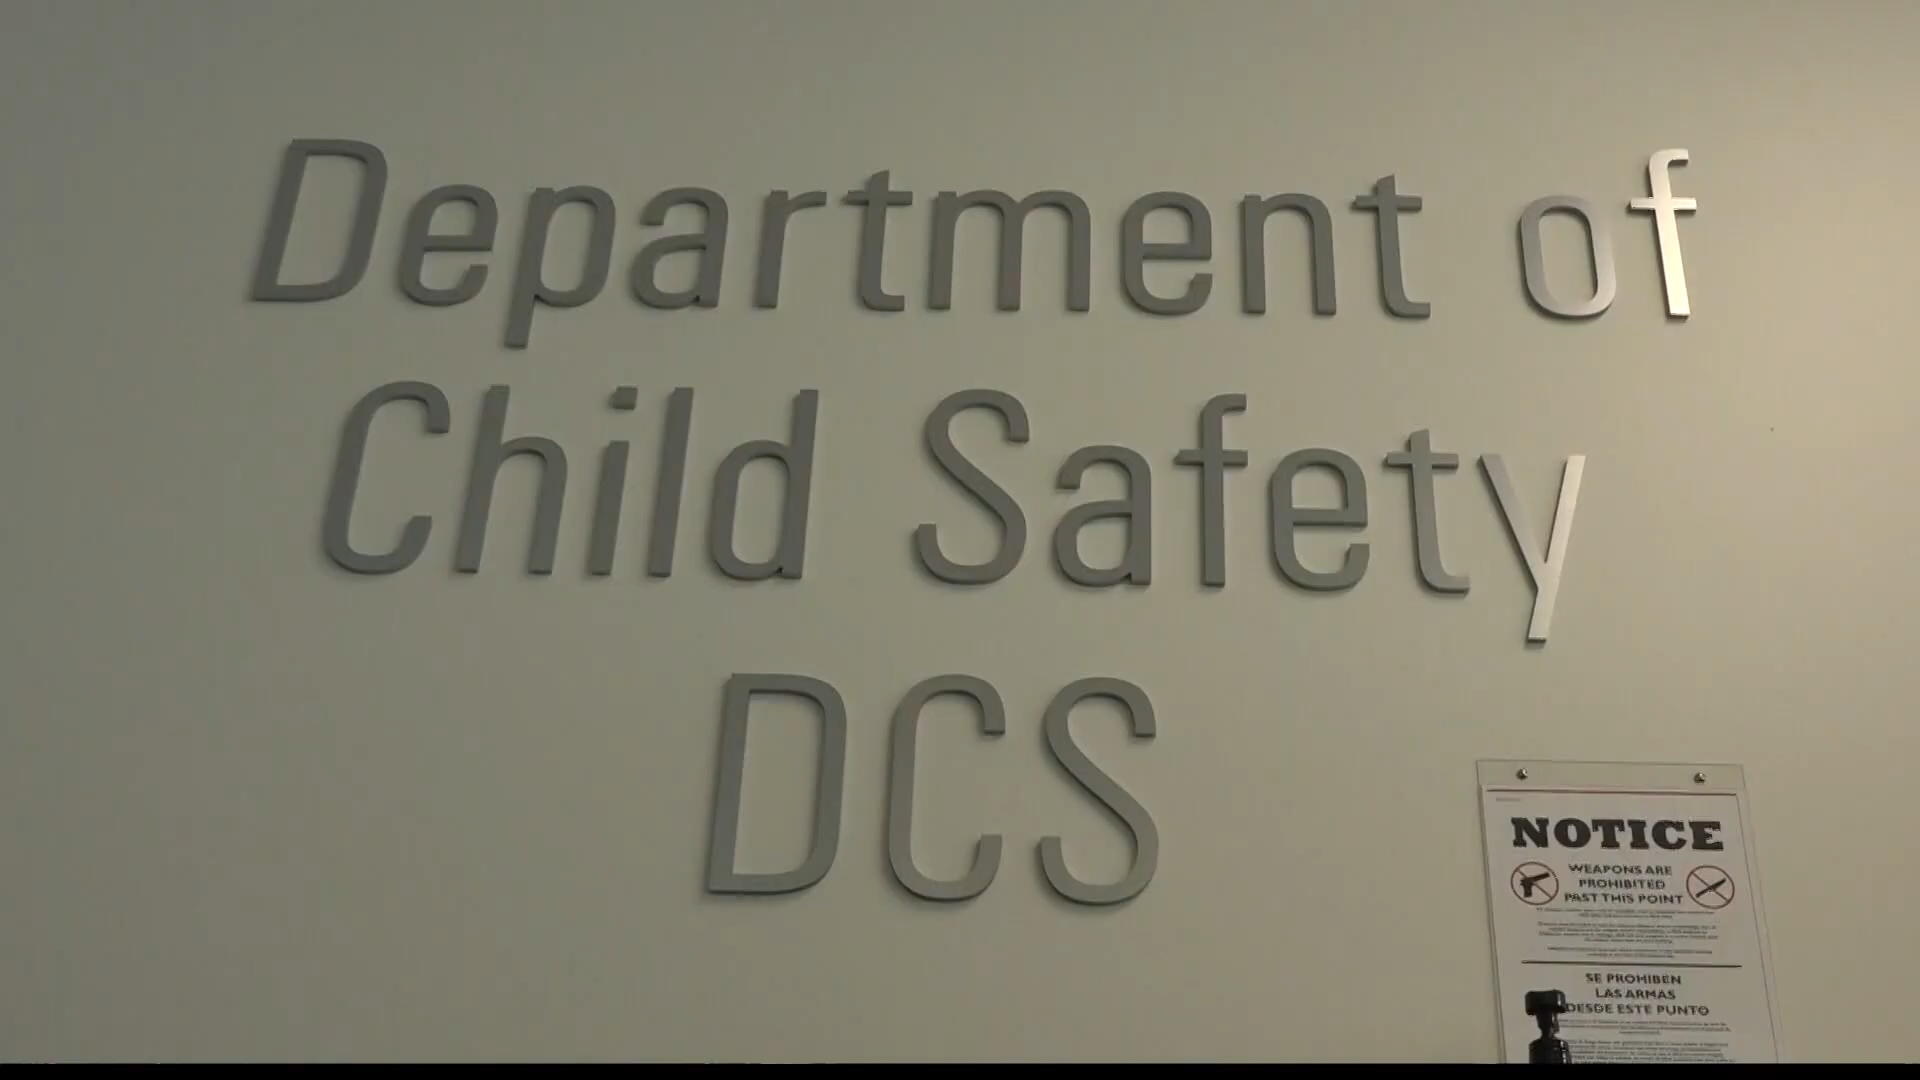 Department of
Child Safety
DCS
NOTICE
WEAPONS ARE
PROHIBITED
PAST THIS POINT
SE PROHIBEN
LAS ARMAS
DESDE ESTE PUNTO